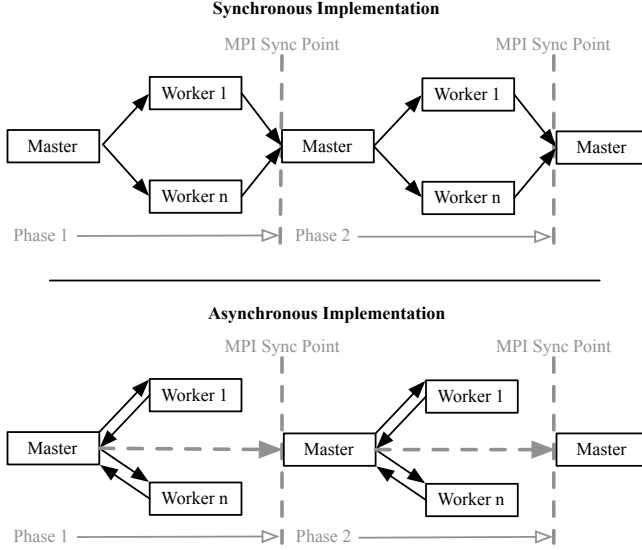 Synchronous Implementation
MPI Sync Point
MPI Sync Point
Worker 1
Worker 1
Master
Master
Master
Worker n
Worker n
Phase 1
Phase 2
Asynchronous Implementation
MPI Sync Point
MPI Sync Point
Worker 1
Worker 1
Master
Master
Master
Worker n
Worker n
Phase 1
Phase 2